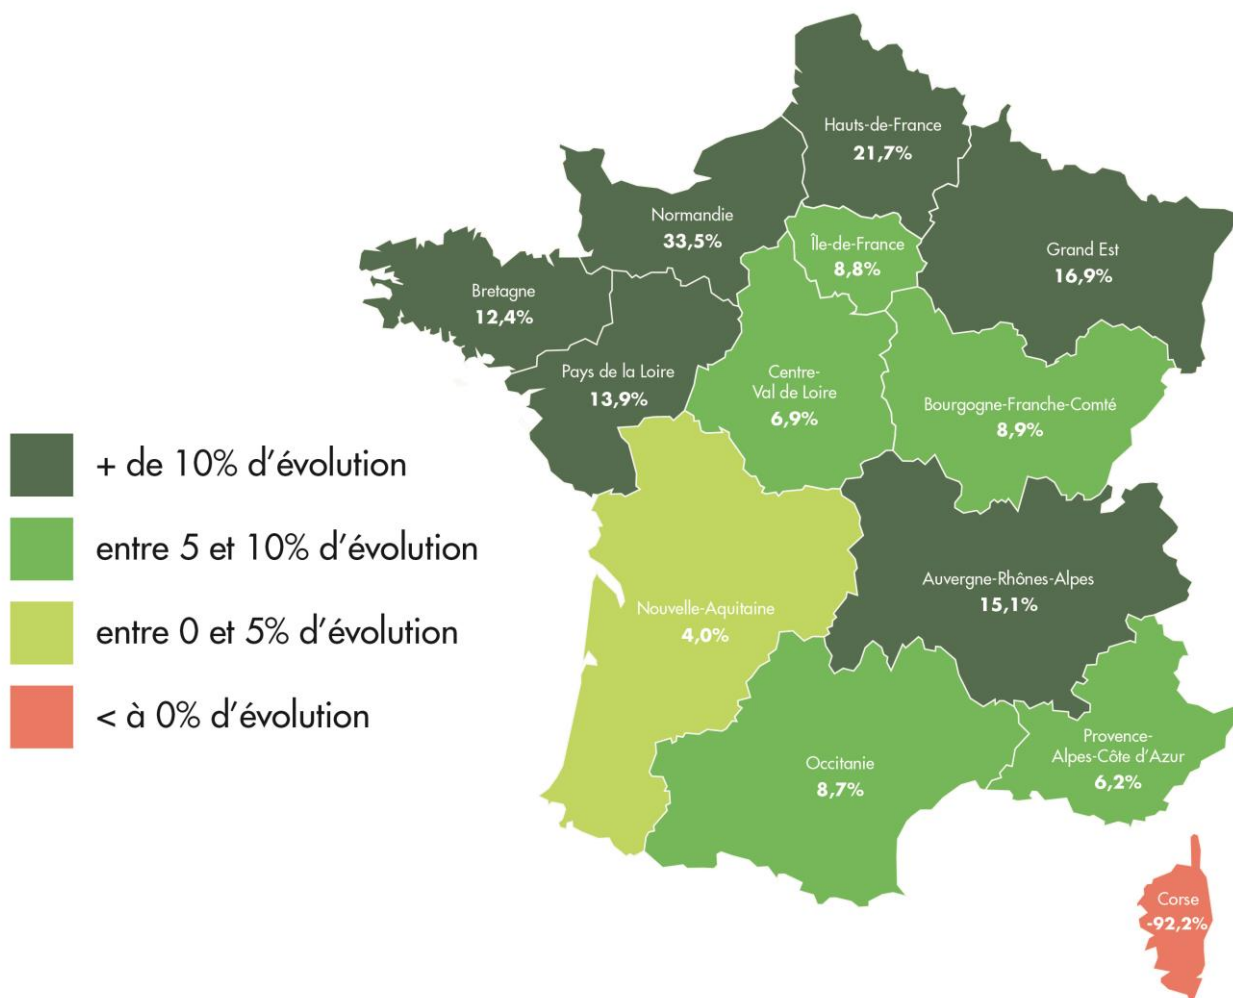 Hauts-de-France
21,7%
Normandie
33,5%
Île-de-France
8,8%
Grand Est
16,9%
Bretagne
12,4%
Pays de la Loire
13,9%
Centre-
Val de Loire
6,9%
Bourgogne-Franche-Comté
8,9%
+ de 10% d'évolution
entre 5 et 10% d'évolution
entre 0 et 5% d'évolution
< à 0% d'évolution
Auvergne-Rhônes-Alpes
15,1%
Nouvelle-Aquitaine
4,0%
Occitanie
8,7%
Provence-
Alpes-Côte d'Azur
6,2%
Corse
-92,2%